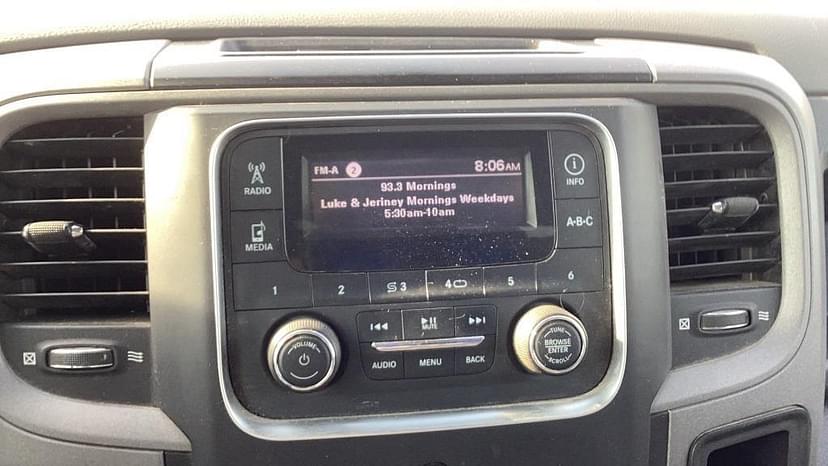 FM-A 2 8:06AM
93.3 Mornings
Luke & Jeriney Mornings Weekdays
5:30am-10am
RADIO
MEDIA
INFO
A-B-C
1 2 3 4 5 6
VOLUME
MUTE
AUDIO MENU BACK
TUNE
BROWSE
ENTER
SCROLL